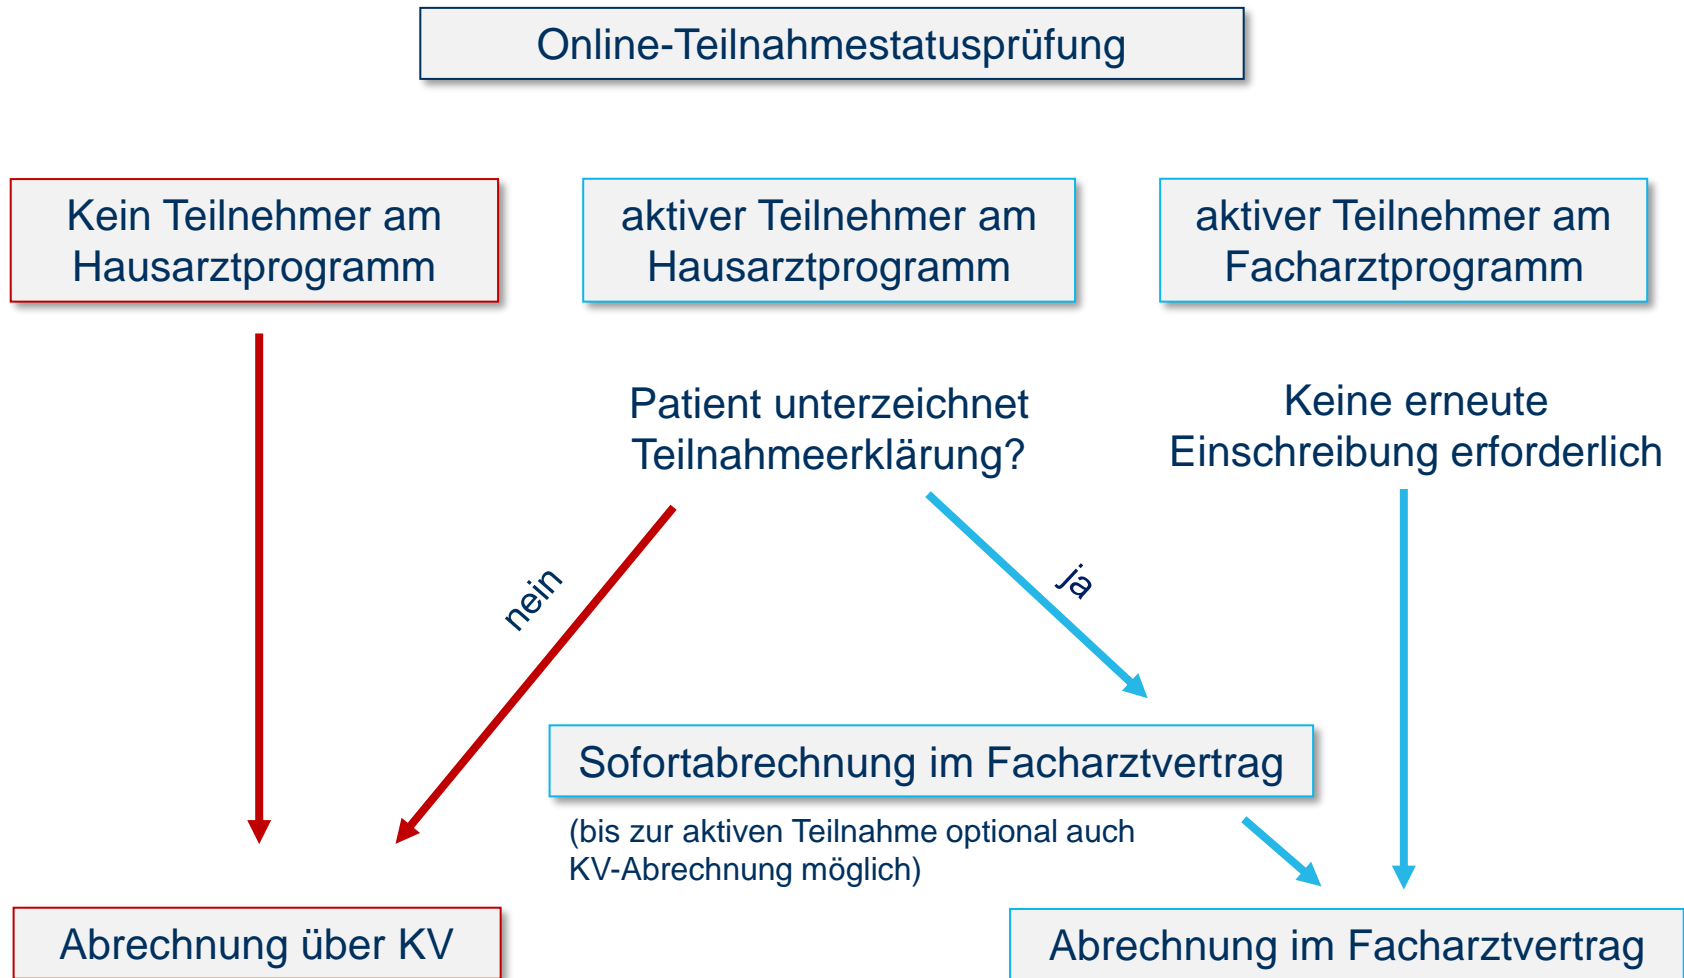 Online-Teilnahmestatusprüfung
Kein Teilnehmer am
Hausarztprogramm
aktiver Teilnehmer am
Hausarztprogramm
aktiver Teilnehmer am
Facharztprogramm
Patient unterzeichnet
Teilnahmeerklärung?
Keine erneute
Einschreibung erforderlich
nein
ja
Sofortabrechnung im Facharztvertrag
(bis zur aktiven Teilnahme optional auch
KV-Abrechnung möglich)
Abrechnung über KV
Abrechnung im Facharztvertrag